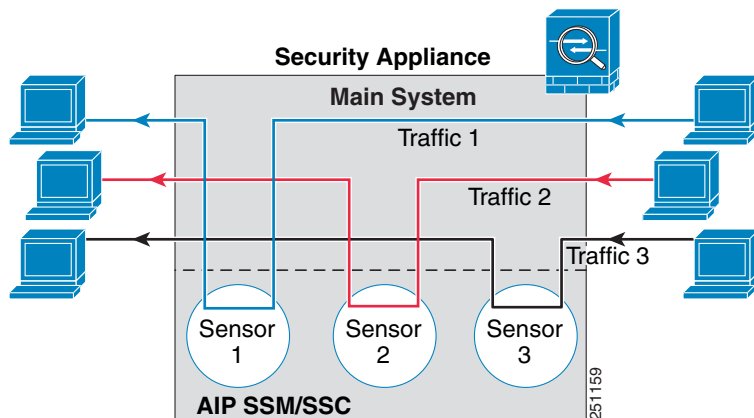 Security Appliance
Main System
Traffic 1
Traffic 2
Traffic 3
Sensor
1
Sensor
2
Sensor
3
AIP SSM/SSC
251159